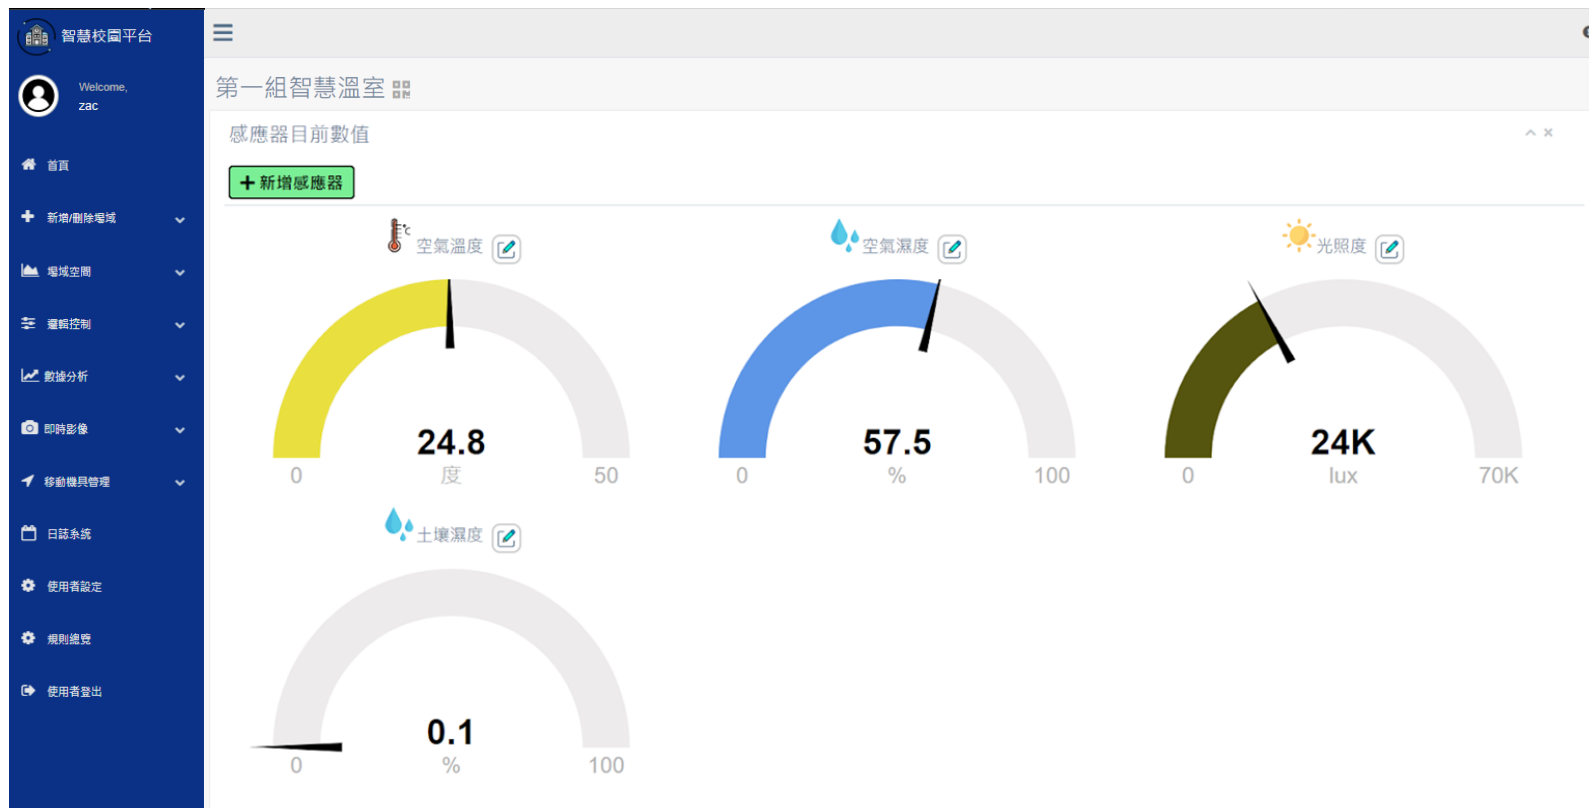 智慧校園平台
Welcome,
zac
首頁
新增/刪除場域
場域空間
邏輯控制
數據分析
即時影像
移動機具管理
日誌系統
使用者設定
規則總覽
使用者登出
第一組智慧溫室
感應器目前數值
新增感應器
空氣溫度
24.8
度
0
50
空氣濕度
57.5
%
0
100
光照度
24K
lux
0
70K
土壤濕度
0.1
%
0
100